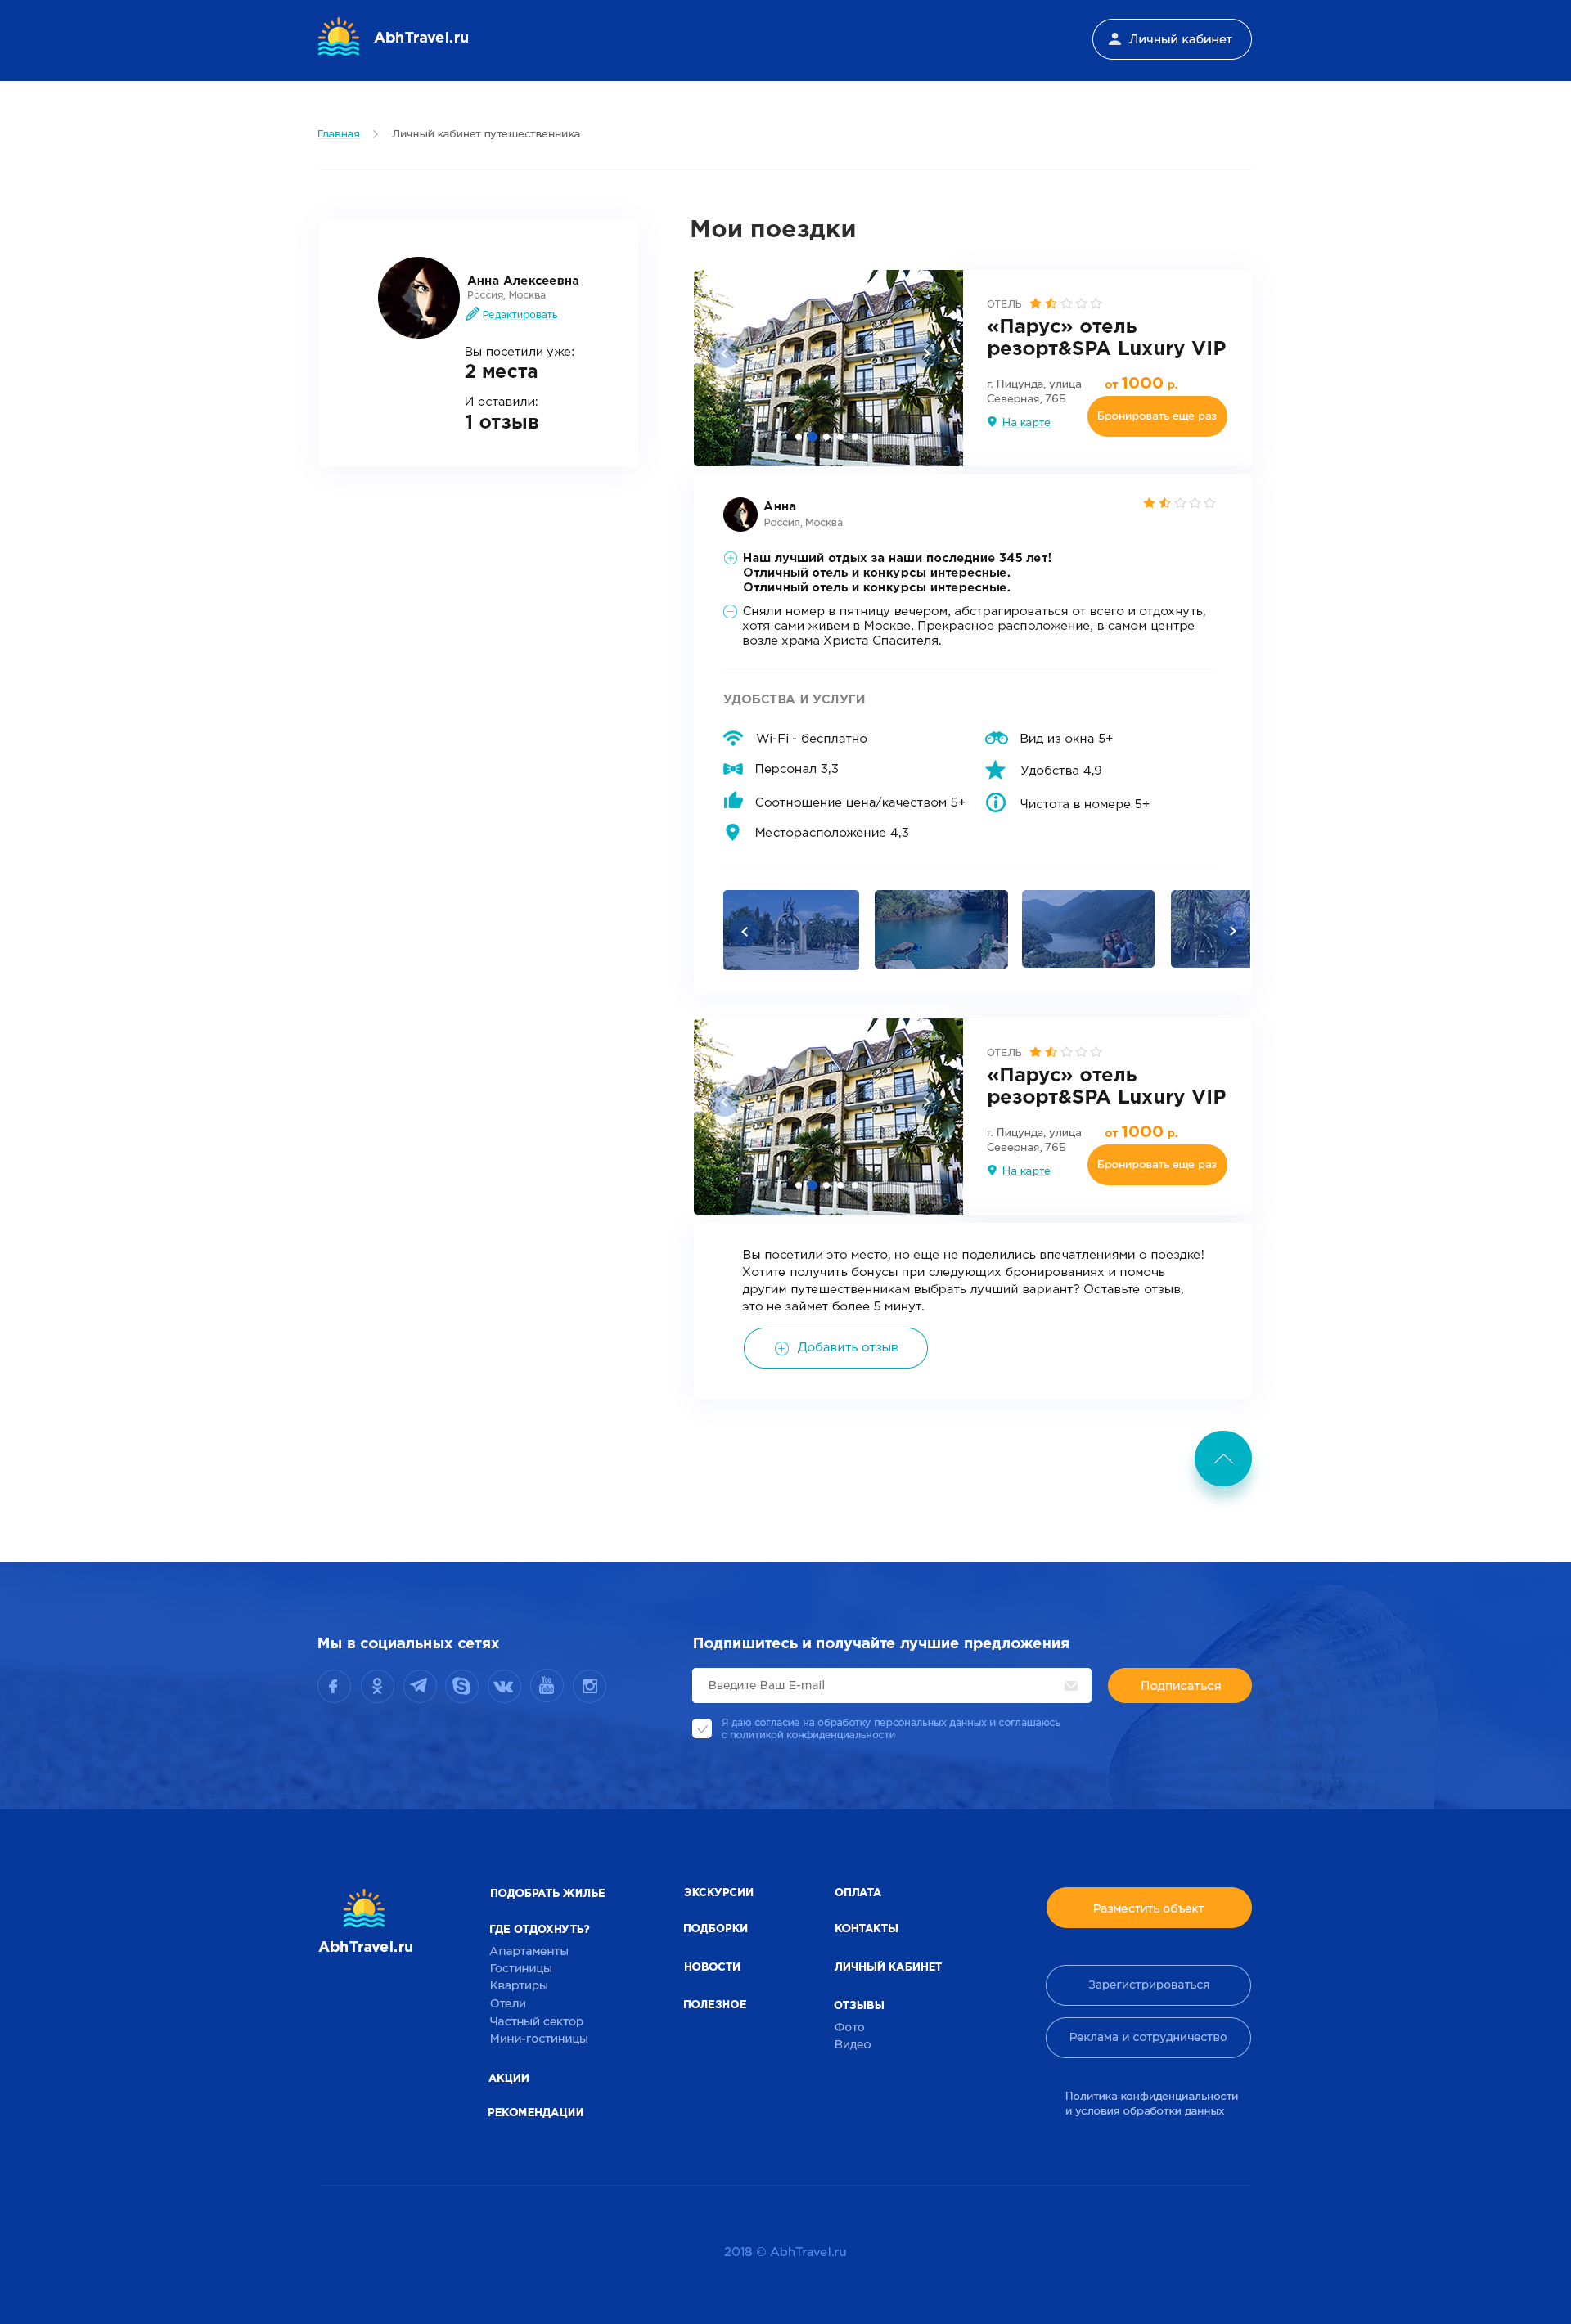 AbhTravel.ru
Личный кабинет
Главная
Личный кабинет путешественника
Анна Алексеевна
Россия, Москва
Редактировать
Вы посетили уже:
2 места
И оставили:
1 отзыв
Мои поездки
ОТЕЛЬ
«Парус» отель
резорт&SPA Luxury VIP
г. Пицунда, улица
Северная, 76Б
от 1000 р.
На карте
Бронировать еще раз
Анна
Россия, Москва
Наш лучший отдых за наши последние 345 лет!
Отличный отель и конкурсы интересные.
Отличный отель и конкурсы интересные.
Сняли номер в пятницу вечером, абстрагироваться от всего и отдохнуть,
хотя сами живем в Москве. Прекрасное расположение, в самом центре
возле храма Христа Спасителя.
УДОБСТВА И УСЛУГИ
Wi-Fi - бесплатно
Персонал 3,3
Соотношение цена/качеством 5+
Месторасположение 4,3
Вид из окна 5+
Удобства 4,9
Чистота в номере 5+
ОТЕЛЬ
«Парус» отель
резорт&SPA Luxury VIP
г. Пицунда, улица
Северная, 76Б
от 1000 р.
На карте
Бронировать еще раз
Вы посетили это место, но еще не поделились впечатлениями о поездке!
Хотите получить бонусы при следующих бронированиях и помочь
другим путешественникам выбрать лучший вариант? Оставьте отзыв,
это не займет более 5 минут.
Добавить отзыв
Мы в социальных сетях
You
Tube
Подпишитесь и получайте лучшие предложения
Введите Ваш E-mail
Подписаться
Я даю согласие на обработку персональных данных и соглашаюсь
с политикой конфиденциальности
AbhTravel.ru
ПОДОБРАТЬ ЖИЛЬЕ
ГДЕ ОТДОХНУТЬ?
Апартаменты
Гостиницы
Квартиры
Отели
Частный сектор
Мини-гостиницы
АКЦИИ
РЕКОМЕНДАЦИИ
ЭКСКУРСИИ
ПОДБОРКИ
НОВОСТИ
ПОЛЕЗНОЕ
ОПЛАТА
КОНТАКТЫ
ЛИЧНЫЙ КАБИНЕТ
ОТЗЫВЫ
Фото
Видео
Разместить объект
Зарегистрироваться
Реклама и сотрудничество
Политика конфиденциальности
и условия обработки данных
2018 © AbhTravel.ru